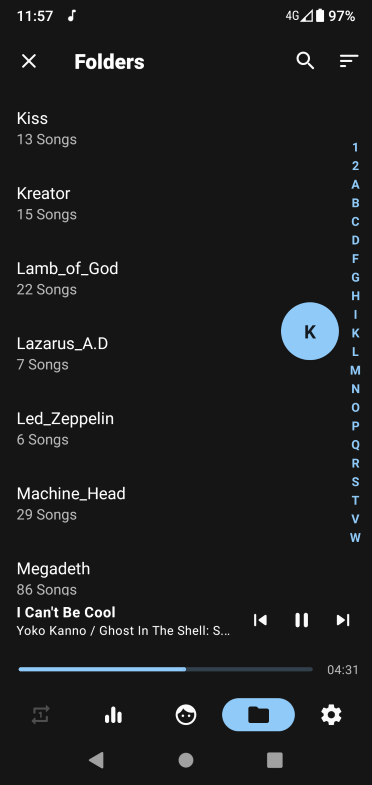 11:57
4G 97%
Folders
Kiss
13 Songs
Kreator
15 Songs
Lamb_of_God
22 Songs
Lazarus_A.D
7 Songs
Led_Zeppelin
6 Songs
Machine_Head
29 Songs
Megadeth
86 Songs
1
2
A
B
C
D
F
G
H
I
K
L
M
N
O
P
Q
R
S
T
V
W
K
I Can't Be Cool
Yoko Kanno / Ghost In The Shell: S...
04:31
1